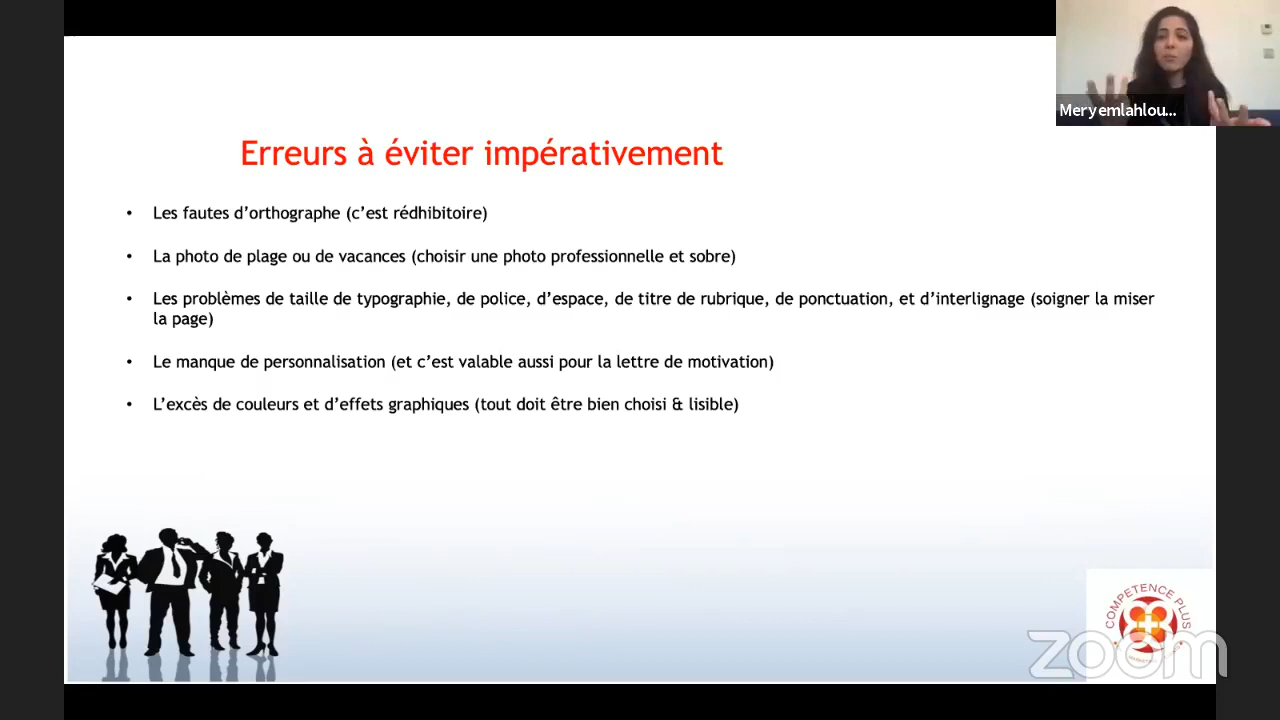 Meryemlahlou...
Erreurs à éviter impérativement
• Les fautes d'orthographe (c'est rédhibitoire)
• La photo de plage ou de vacances (choisir une photo professionnelle et sobre)
• Les problèmes de taille de typographie, de police, d'espace, de titre de rubrique, de ponctuation, et d'interlignage (soigner la miser
la page)
• Le manque de personnalisation (et c'est valable aussi pour la lettre de motivation)
• L'excès de couleurs et d'effets graphiques (tout doit être bien choisi & lisible)
COMPETENCE PLUS
zoom